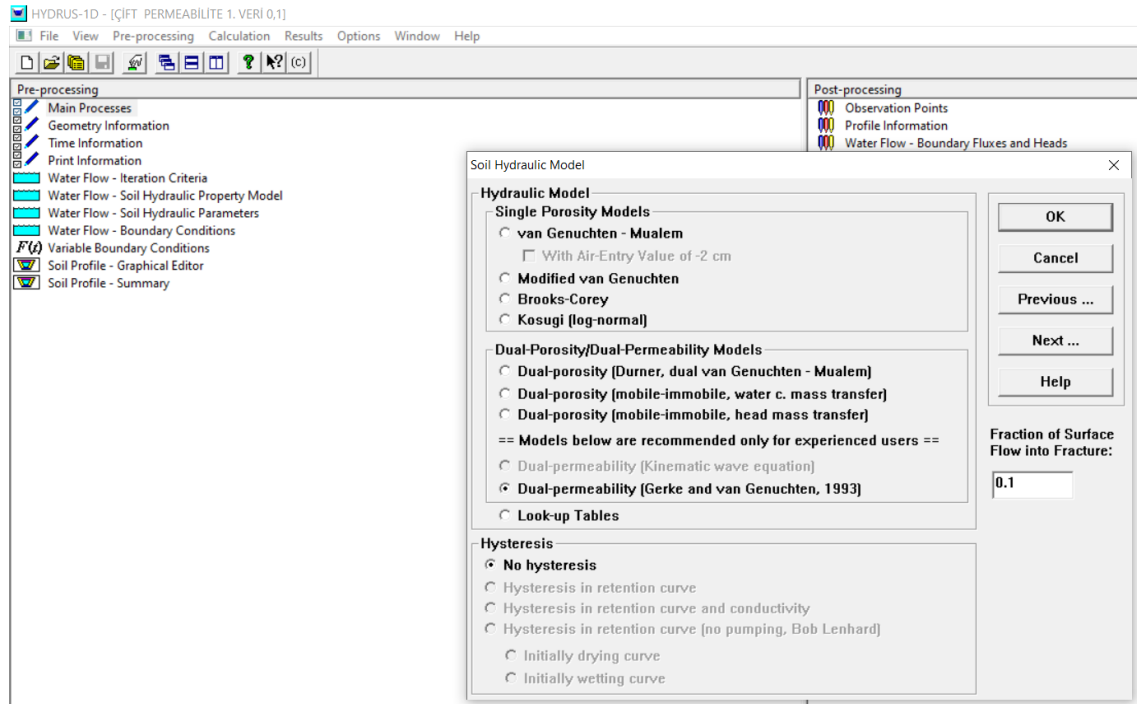 HYDRUS-1D - [ÇİFT PERMEABİLİTE 1. VERİ 0,1]
File View Pre-processing Calculation Results Options Window Help
Pre-processing
Main Processes
Geometry Information
Time Information
Print Information
Water Flow - Iteration Criteria
Water Flow - Soil Hydraulic Property Model
Water Flow - Soil Hydraulic Parameters
Water Flow - Boundary Conditions
F(t) Variable Boundary Conditions
Soil Profile - Graphical Editor
Soil Profile - Summary
Post-processing
Observation Points
Profile Information
Water Flow - Boundary Fluxes and Heads
Soil Hydraulic Model
Hydraulic Model
Single Porosity Models
van Genuchten - Mualem
With Air-Entry Value of -2 cm
Modified van Genuchten
Brooks-Corey
Kosugi (log-normal)
Dual-Porosity/Dual-Permeability Models
Dual-porosity (Durner, dual van Genuchten - Mualem)
Dual-porosity (mobile-immobile, water c. mass transfer)
Dual-porosity (mobile-immobile, head mass transfer)
== Models below are recommended only for experienced users ==
Dual-permeability (Kinematic wave equation)
Dual-permeability (Gerke and van Genuchten, 1993)
Look-up Tables
Hysteresis
No hysteresis
Hysteresis in retention curve
Hysteresis in retention curve and conductivity
Hysteresis in retention curve (no pumping, Bob Lenhard)
Initially drying curve
Initially wetting curve
OK
Cancel
Previous ...
Next ...
Help
Fraction of Surface
Flow into Fracture:
0.1